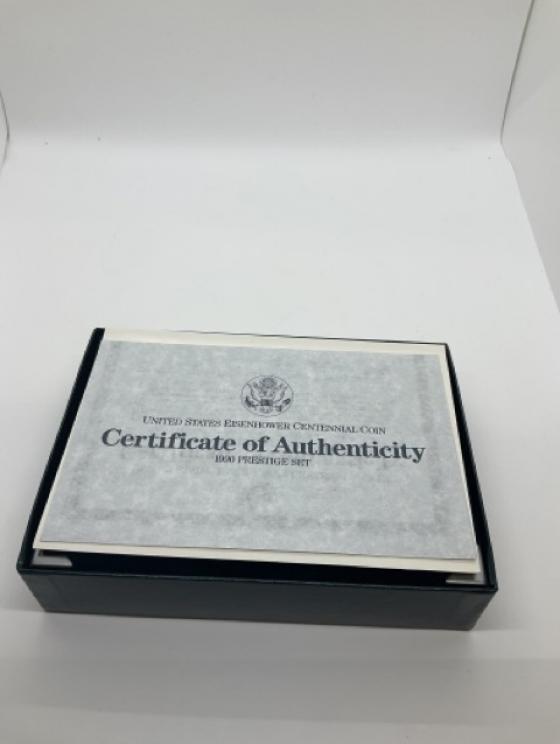 UNITED STATES EISENHOWER CENTENNIAL COIN
Certificate of Authenticity
1990 PRESTIGE SET